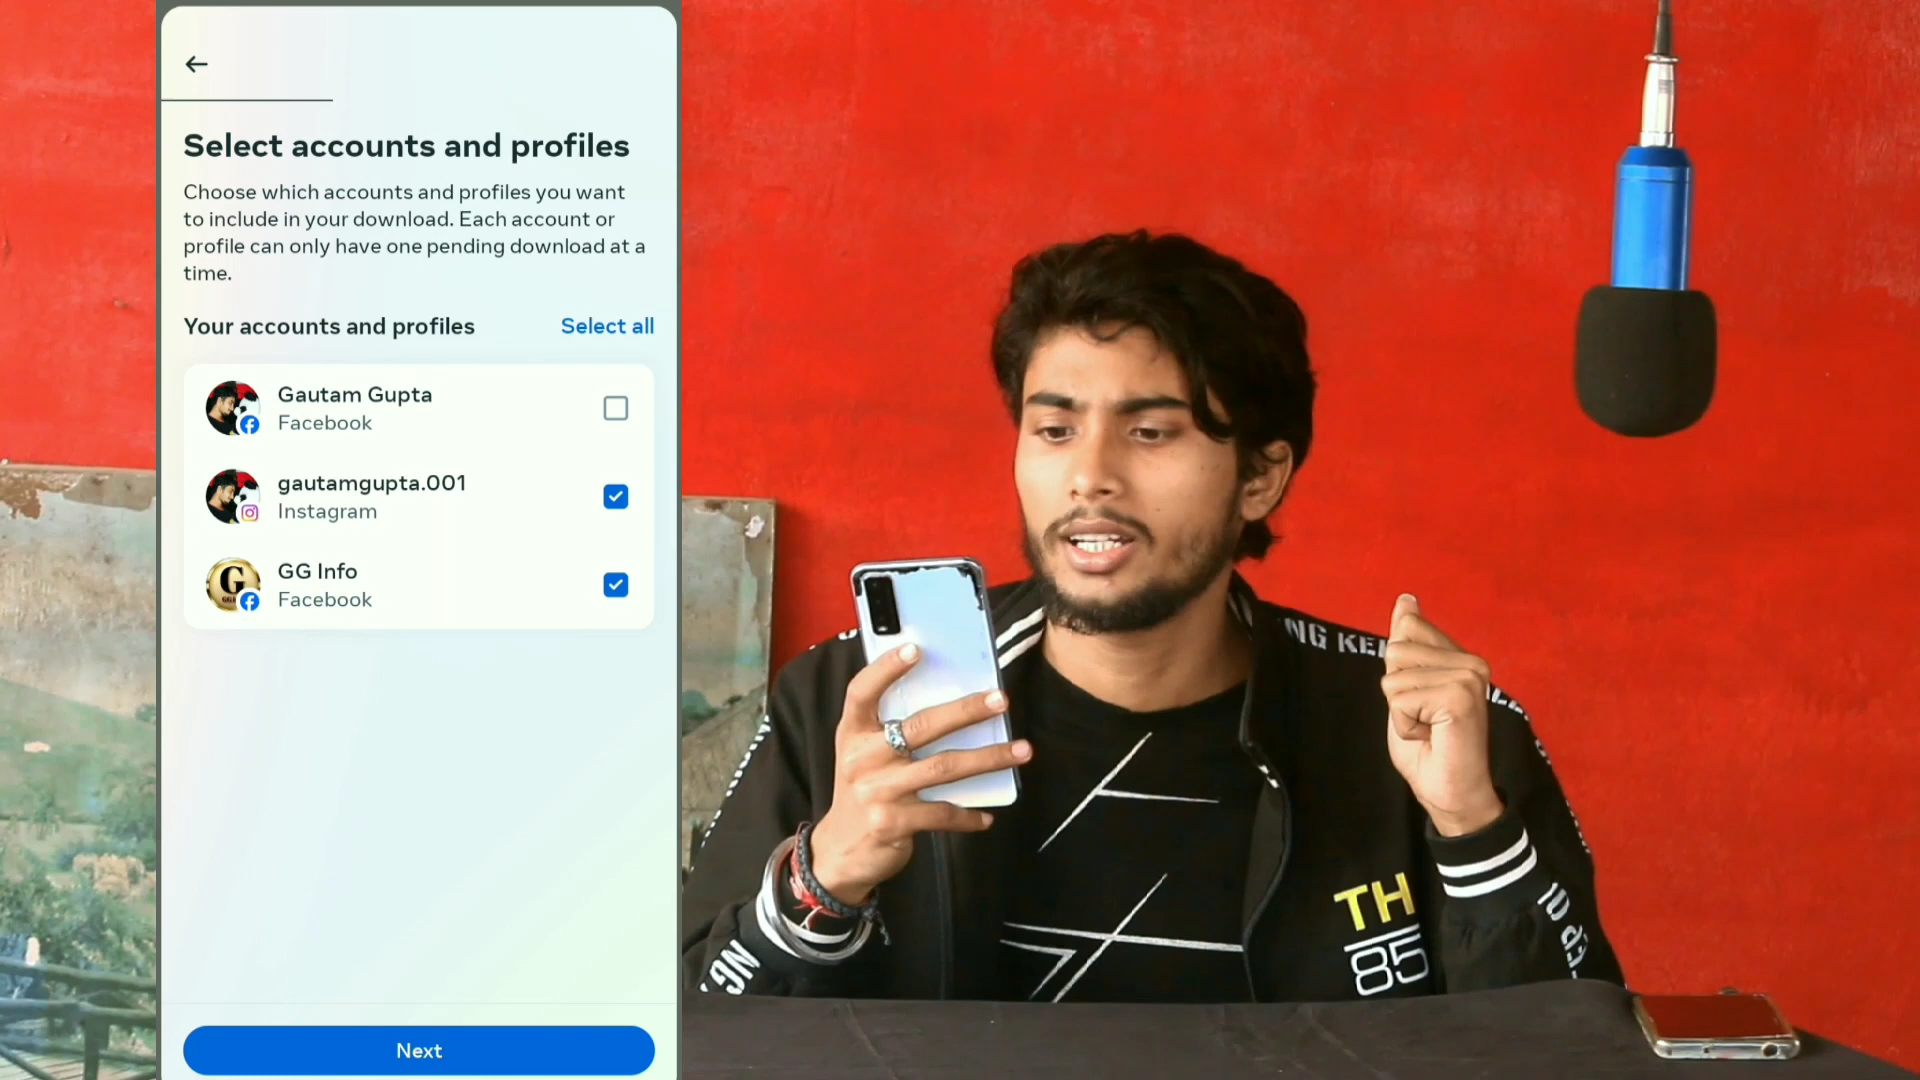 Select accounts and profiles
Choose which accounts and profiles you want
to include in your download. Each account or
profile can only have one pending download at a
time.
Your accounts and profiles
Select all
Gautam Gupta
Facebook
gautamgupta.001
Instagram
GG Info
Facebook
Next
TH
85